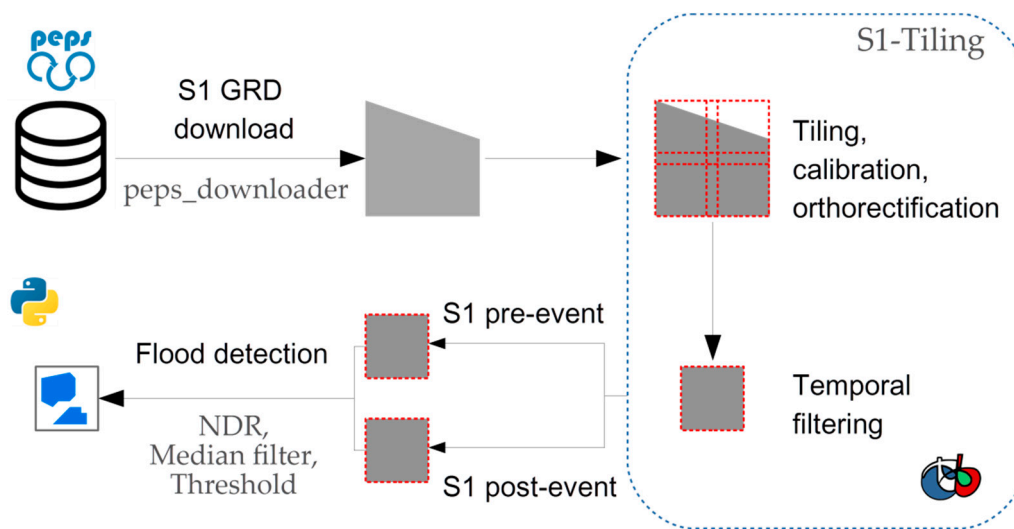 peps
S1 GRD
download
peps_downloader
S1-Tiling
Tiling,
calibration,
orthorectification
Temporal
filtering
S1 pre-event
S1 post-event
Flood detection
NDR,
Median filter,
Threshold